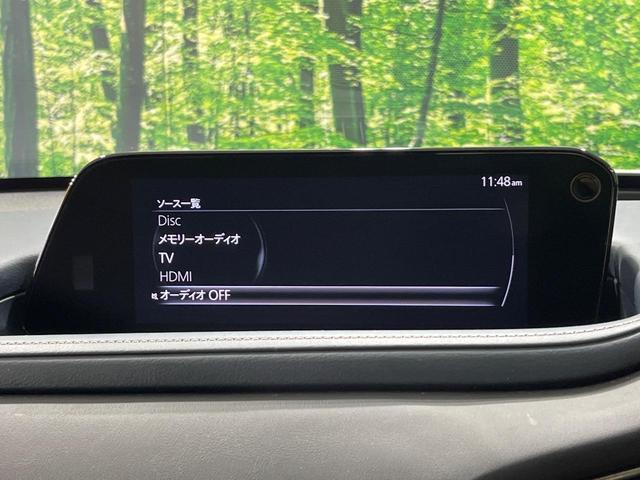 11:48am
ソース一覧
Disc
メモリーオーディオ
TV
HDMI
オーディオ OFF